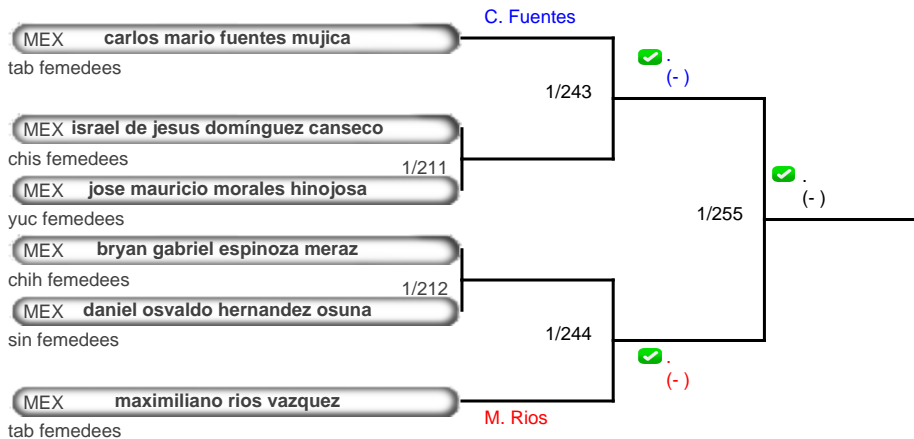 C. Fuentes
MEX carlos mario fuentes mujica
tab femedees
.
(- )
1/243
MEX israel de jesus domínguez canseco
chis femedees
1/211
.
(- )
MEX jose mauricio morales hinojosa
yuc femedees
1/255
MEX bryan gabriel espinoza meraz
chih femedees
1/212
MEX daniel osvaldo hernandez osuna
sin femedees
1/244
.
(- )
MEX maximiliano rios vazquez
M. Rios
tab femedees